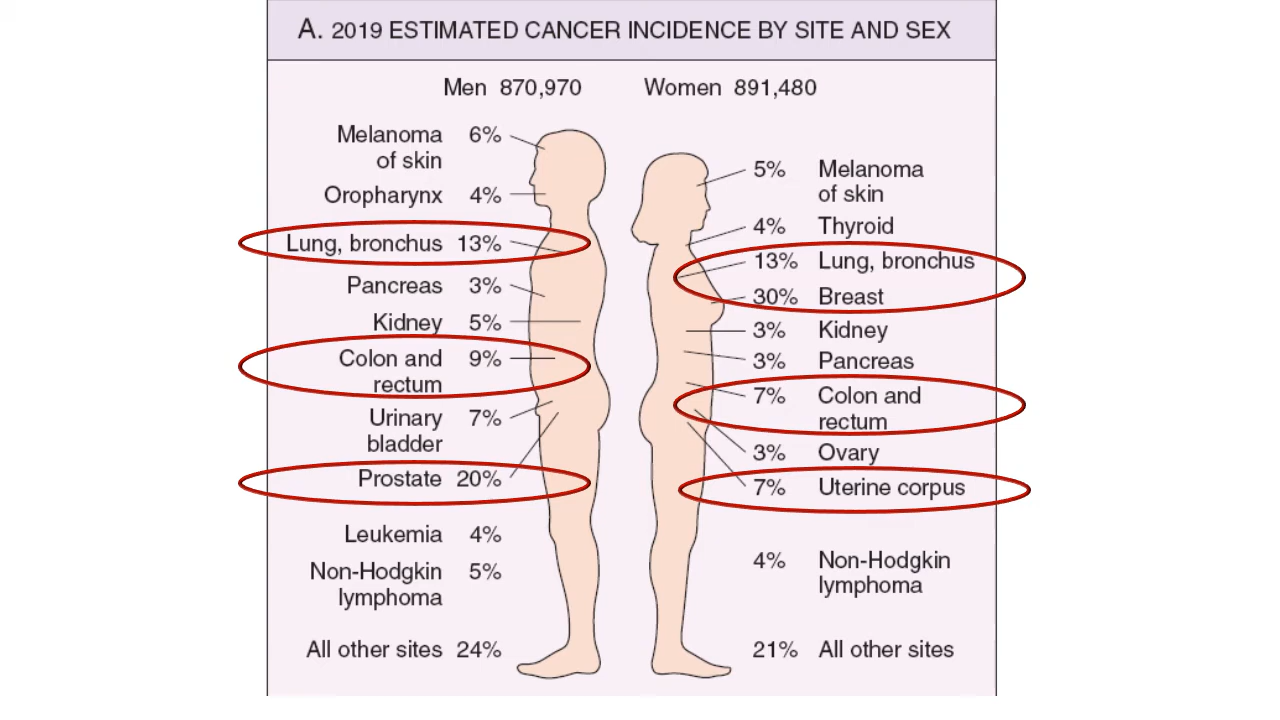 A. 2019 ESTIMATED CANCER INCIDENCE BY SITE AND SEX
Men 870,970
Women 891,480
Melanoma 6%
of skin
Oropharynx 4%
Lung, bronchus 13%
Pancreas 3%
Kidney 5%
Colon and 9%
rectum
Urinary 7%
bladder
Prostate 20%
Leukemia 4%
Non-Hodgkin 5%
lymphoma
All other sites 24%
5% Melanoma
of skin
4% Thyroid
13% Lung, bronchus
30% Breast
3% Kidney
3% Pancreas
7% Colon and
rectum
3% Ovary
7% Uterine corpus
4% Non-Hodgkin
lymphoma
21% All other sites